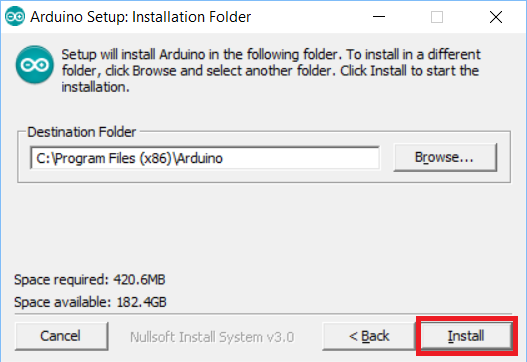 Arduino Setup: Installation Folder
Setup will install Arduino in the following folder. To install in a different
folder, click Browse and select another folder. Click Install to start the
installation.
Destination Folder
C:\Program Files (x86)\Arduino
Browse...
Space required: 420.6MB
Space available: 182.4GB
Cancel
Nullsoft Install System v3.0
< Back
Install